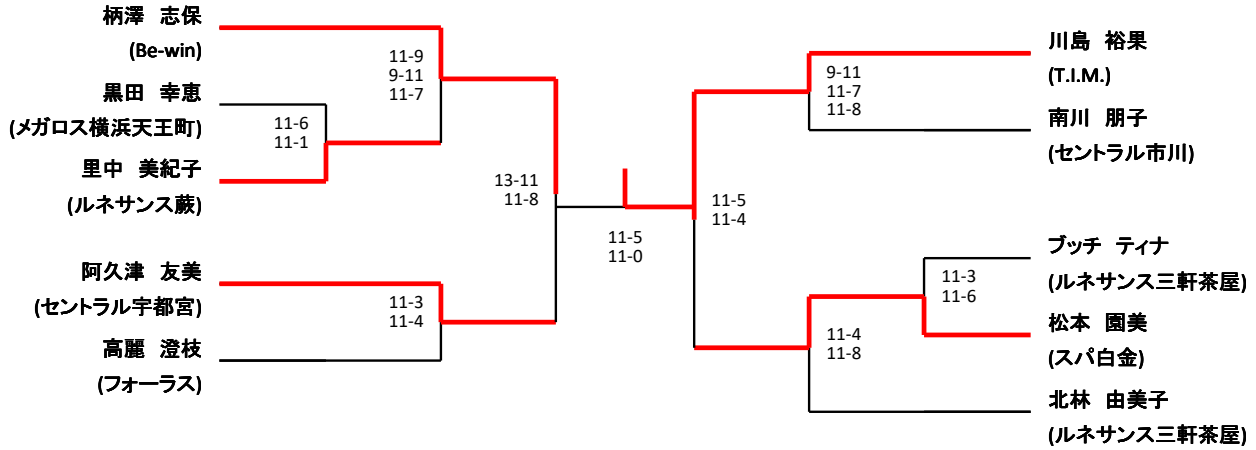 柄澤 志保
(Be-win)
黒田 幸恵
(メガロス横浜天王町)
里中 美紀子
(ルネサンス蕨)
阿久津 友美
(セントラル宇都宮)
高麗 澄枝
(フォーラス)
11-9
9-11
11-7
11-6
11-1
13-11
11-8
11-3
11-4
11-5
11-0
11-5
11-4
9-11
11-7
11-8
11-3
11-6
11-4
11-8
川島 裕果
(T.I.M.)
南川 朋子
(セントラル市川)
ブッチ ティナ
(ルネサンス三軒茶屋)
松本 園美
(スパ白金)
北林 由美子
(ルネサンス三軒茶屋)